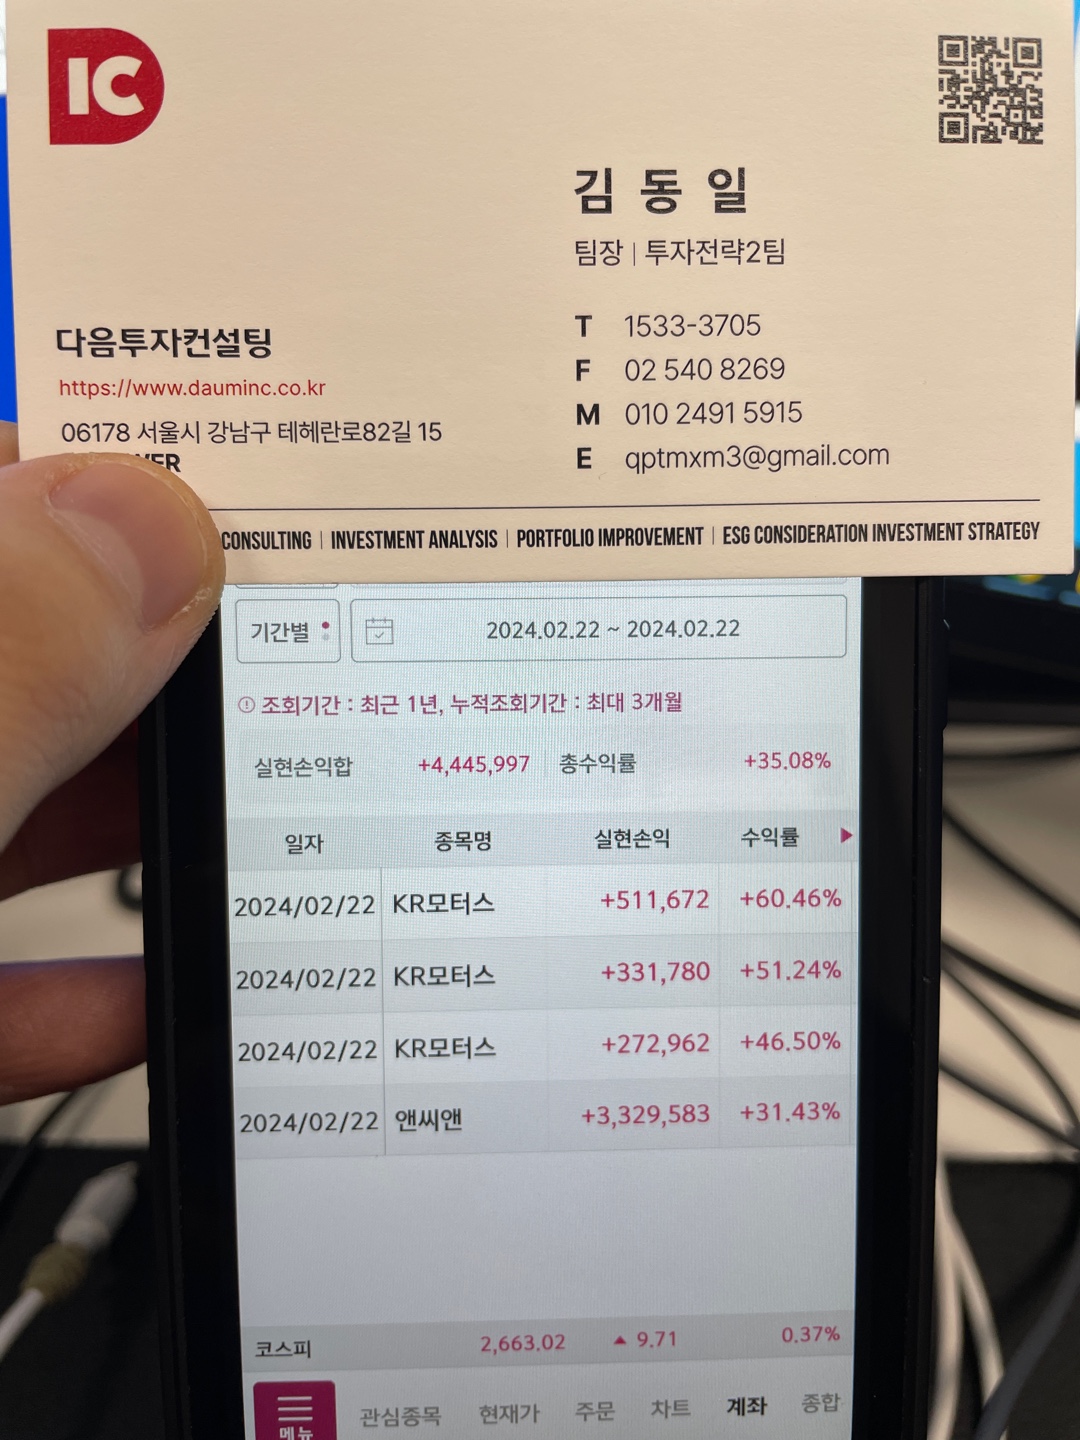 IC
김동일
팀장 | 투자전략2팀
다음투자컨설팅
https://www.dauminc.co.kr
06178 서울시 강남구 테헤란로82길 15
T 1533-3705
F 02 540 8269
M 010 2491 5915
E qptmxm3@gmail.com
CONSULTING | INVESTMENT ANALYSIS | PORTFOLIO IMPROVEMENT | ESG CONSIDERATION INVESTMENT STRATEGY
기간별 2024.02.22 ~ 2024.02.22
조회기간 : 최근 1년, 누적조회기간 : 최대 3개월
실현손익합 +4,445,997 총수익률 +35.08%
일자 종목명 실현손익 수익률 ▶
2024/02/22 KR모터스 +511,672 +60.46%
2024/02/22 KR모터스 +331,780 +51.24%
2024/02/22 KR모터스 +272,962 +46.50%
2024/02/22 앤씨앤 +3,329,583 +31.43%
코스피 2,663.02 ▲ 9.71 0.37%
메뉴 관심종목 현재가 주문 차트 계좌 종합